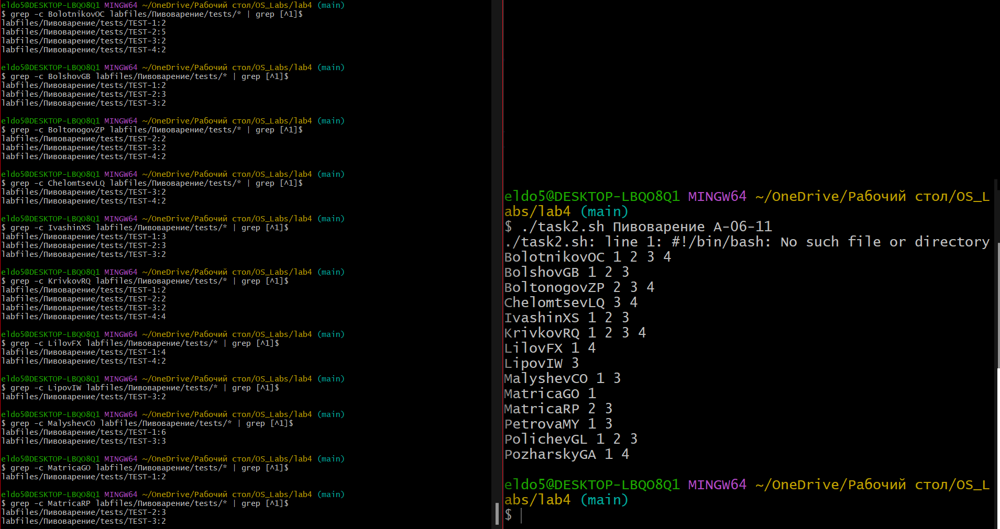 eldo5@DESKTOP-LBQO8Q1 MINGW64 ~/OneDrive/Рабочий стол/OS_Labs/lab4 (main)
$ grep -c BolotnikovOC labfiles/Пивоварение/tests/* | grep [^1]$
labfiles/Пивоварение/tests/TEST-1:2
labfiles/Пивоварение/tests/TEST-2:5
labfiles/Пивоварение/tests/TEST-3:2
labfiles/Пивоварение/tests/TEST-4:2
eldo5@DESKTOP-LBQO8Q1 MINGW64 ~/OneDrive/Рабочий стол/OS_Labs/lab4 (main)
$ grep -c BolshovGB labfiles/Пивоварение/tests/* | grep [^1]$
labfiles/Пивоварение/tests/TEST-1:2
labfiles/Пивоварение/tests/TEST-2:3
labfiles/Пивоварение/tests/TEST-3:2
eldo5@DESKTOP-LBQO8Q1 MINGW64 ~/OneDrive/Рабочий стол/OS_Labs/lab4 (main)
$ grep -c BoltonogovZP labfiles/Пивоварение/tests/* | grep [^1]$
labfiles/Пивоварение/tests/TEST-2:2
labfiles/Пивоварение/tests/TEST-3:2
labfiles/Пивоварение/tests/TEST-4:2
eldo5@DESKTOP-LBQO8Q1 MINGW64 ~/OneDrive/Рабочий стол/OS_Labs/lab4 (main)
$ grep -c ChelomtsevLQ labfiles/Пивоварение/tests/* | grep [^1]$
labfiles/Пивоварение/tests/TEST-3:2
labfiles/Пивоварение/tests/TEST-4:2
eldo5@DESKTOP-LBQO8Q1 MINGW64 ~/OneDrive/Рабочий стол/OS_Labs/lab4 (main)
$ grep -c IvashinXS labfiles/Пивоварение/tests/* | grep [^1]$
labfiles/Пивоварение/tests/TEST-1:3
labfiles/Пивоварение/tests/TEST-2:3
labfiles/Пивоварение/tests/TEST-3:2
eldo5@DESKTOP-LBQO8Q1 MINGW64 ~/OneDrive/Рабочий стол/OS_Labs/lab4 (main)
$ grep -c KrivkovRQ labfiles/Пивоварение/tests/* | grep [^1]$
labfiles/Пивоварение/tests/TEST-1:2
labfiles/Пивоварение/tests/TEST-2:2
labfiles/Пивоварение/tests/TEST-3:2
labfiles/Пивоварение/tests/TEST-4:4
eldo5@DESKTOP-LBQO8Q1 MINGW64 ~/OneDrive/Рабочий стол/OS_Labs/lab4 (main)
$ grep -c LilovFX labfiles/Пивоварение/tests/* | grep [^1]$
labfiles/Пивоварение/tests/TEST-1:4
labfiles/Пивоварение/tests/TEST-4:2
eldo5@DESKTOP-LBQO8Q1 MINGW64 ~/OneDrive/Рабочий стол/OS_Labs/lab4 (main)
$ grep -c LipovIW labfiles/Пивоварение/tests/* | grep [^1]$
labfiles/Пивоварение/tests/TEST-3:2
eldo5@DESKTOP-LBQO8Q1 MINGW64 ~/OneDrive/Рабочий стол/OS_Labs/lab4 (main)
$ grep -c MalyshevCO labfiles/Пивоварение/tests/* | grep [^1]$
labfiles/Пивоварение/tests/TEST-1:6
labfiles/Пивоварение/tests/TEST-3:3
eldo5@DESKTOP-LBQO8Q1 MINGW64 ~/OneDrive/Рабочий стол/OS_Labs/lab4 (main)
$ grep -c MatricaGO labfiles/Пивоварение/tests/* | grep [^1]$
labfiles/Пивоварение/tests/TEST-1:2
eldo5@DESKTOP-LBQO8Q1 MINGW64 ~/OneDrive/Рабочий стол/OS_Labs/lab4 (main)
$ grep -c MatricaRP labfiles/Пивоварение/tests/* | grep [^1]$
labfiles/Пивоварение/tests/TEST-2:3
labfiles/Пивоварение/tests/TEST-3:2
eldo5@DESKTOP-LBQO8Q1 MINGW64 ~/OneDrive/Рабочий стол/OS_L
abs/lab4 (main)
$ ./task2.sh Пивоварение А-06-11
./task2.sh: line 1: #!/bin/bash: No such file or directory
BolotnikovOC 1 2 3 4
BolshovGB 1 2 3
BoltonogovZP 2 3 4
ChelomtsevLQ 3 4
IvashinXS 1 2 3
KrivkovRQ 1 2 3 4
LilovFX 1 4
LipovIW 3
MalyshevCO 1 3
MatricaGO 1
MatricaRP 2 3
PetrovaMY 1 3
PolichevGL 1 2 3
PozharskyGA 1 4
eldo5@DESKTOP-LBQO8Q1 MINGW64 ~/OneDrive/Рабочий стол/OS_L
abs/lab4 (main)
$